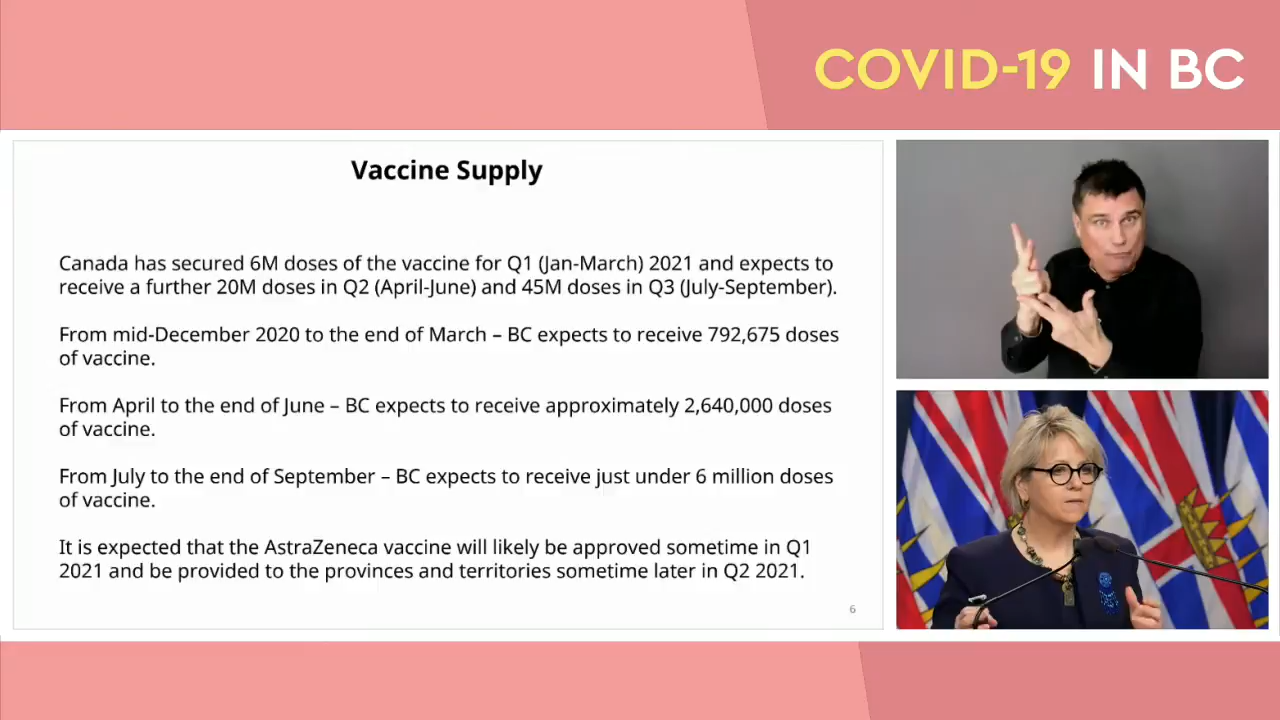 COVID-19 IN BC
Vaccine Supply
Canada has secured 6M doses of the vaccine for Q1 (Jan-March) 2021 and expects to
receive a further 20M doses in Q2 (April-June) and 45M doses in Q3 (July-September).
From mid-December 2020 to the end of March – BC expects to receive 792,675 doses
of vaccine.
From April to the end of June – BC expects to receive approximately 2,640,000 doses
of vaccine.
From July to the end of September – BC expects to receive just under 6 million doses
of vaccine.
It is expected that the AstraZeneca vaccine will likely be approved sometime in Q1
2021 and be provided to the provinces and territories sometime later in Q2 2021.
6